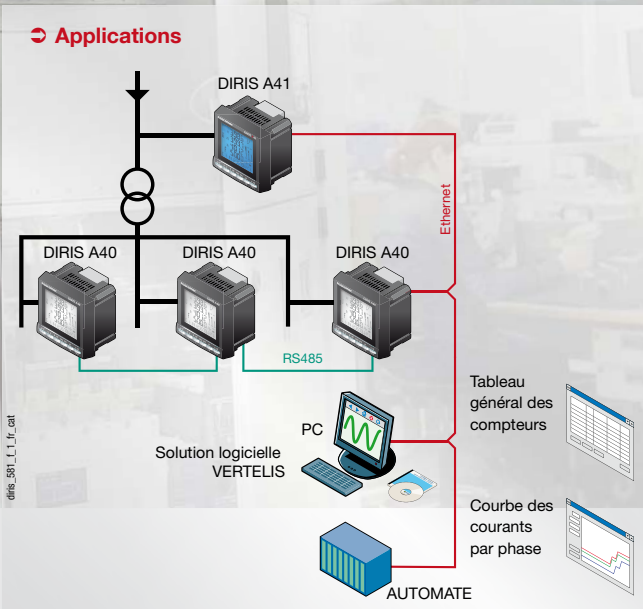 Applications
DIRIS A41
Ethernet
DIRIS A40
DIRIS A40
DIRIS A40
RS485
diris_581_f_1_fr_cat
PC
Solution logicielle
VERTELIS
Tableau
général des
compteurs
Courbe des
courants
par phase
AUTOMATE